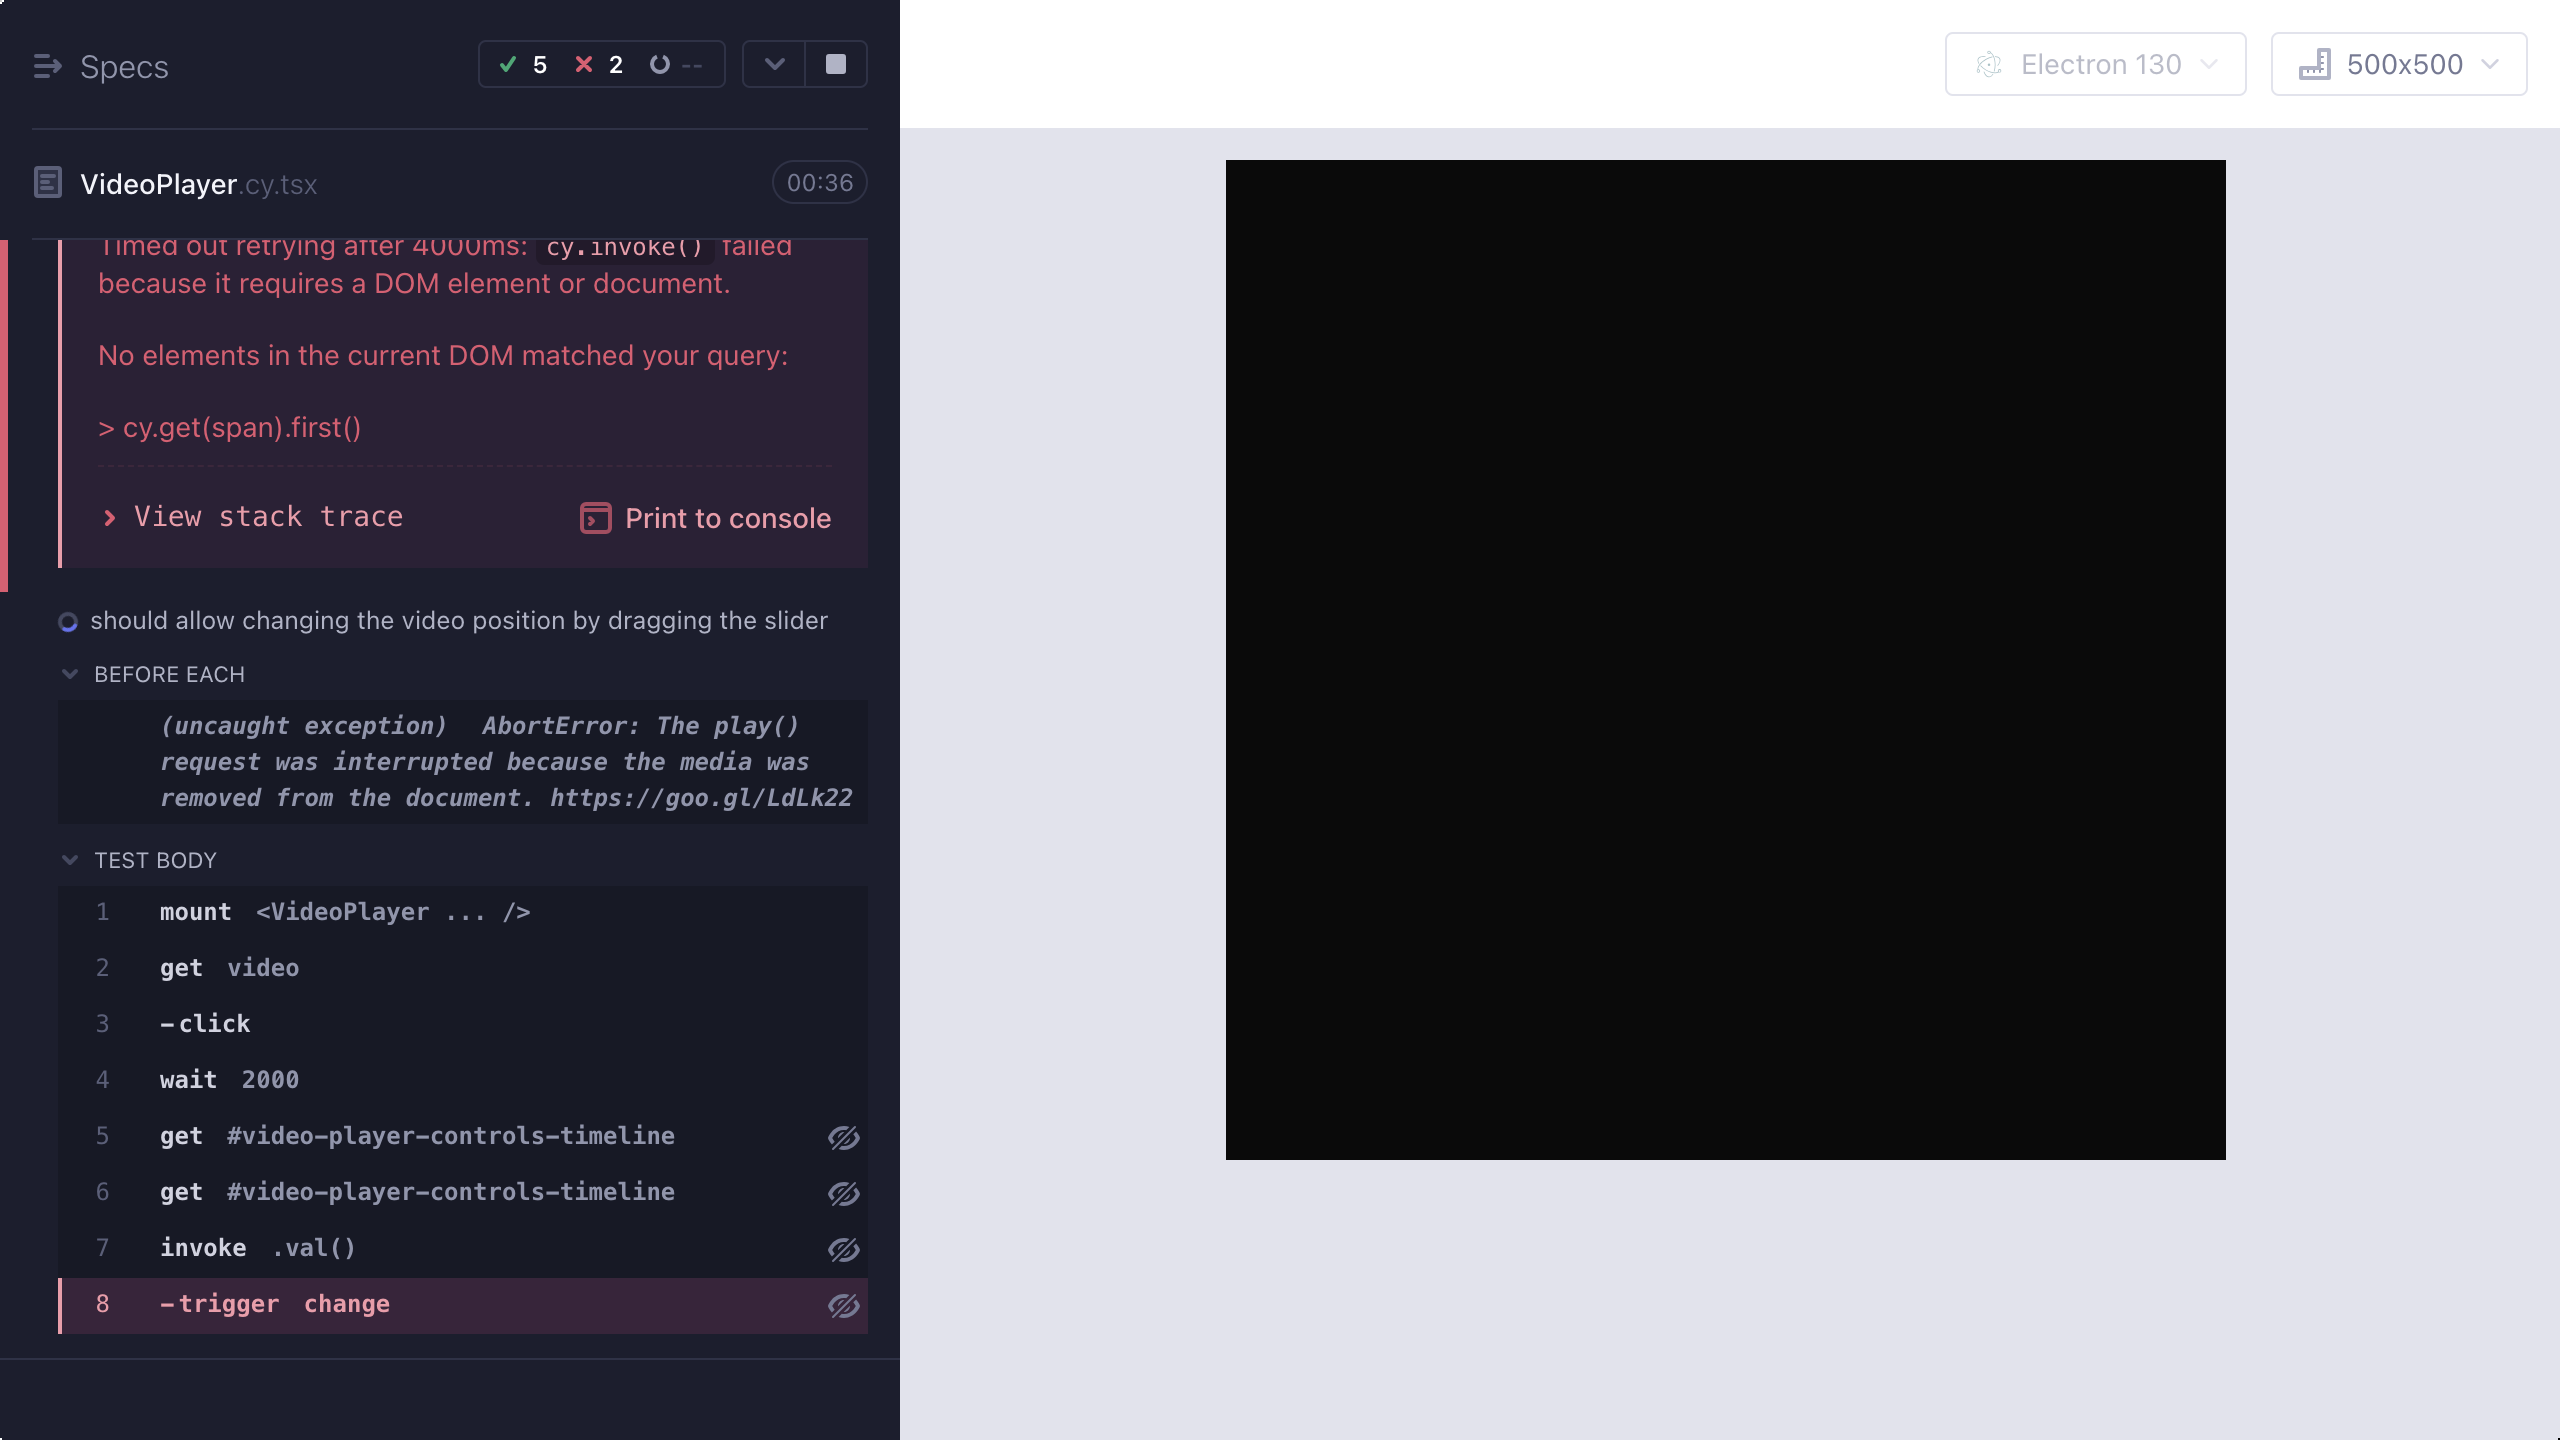 Specs
5 2 --
Electron 130
500x500
VideoPlayer.cy.tsx
00:36
Timed out retrying after 4000ms: cy.invoke() failed
because it requires a DOM element or document.
No elements in the current DOM matched your query:
> cy.get(span).first()
View stack trace
Print to console
should allow changing the video position by dragging the slider
BEFORE EACH
(uncaught exception) AbortError: The play()
request was interrupted because the media was
removed from the document. https://goo.gl/LdLk22
TEST BODY
1 mount <VideoPlayer ... />
2 get video
3 -click
4 wait 2000
5 get #video-player-controls-timeline
6 get #video-player-controls-timeline
7 invoke .val()
8 -trigger change